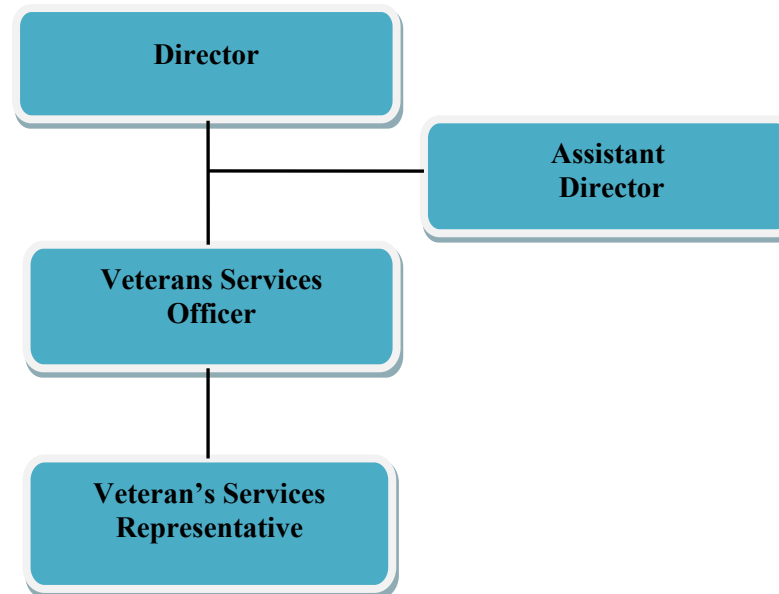 Director
Assistant
Director
Veterans Services
Officer
Veteran’s Services
Representative